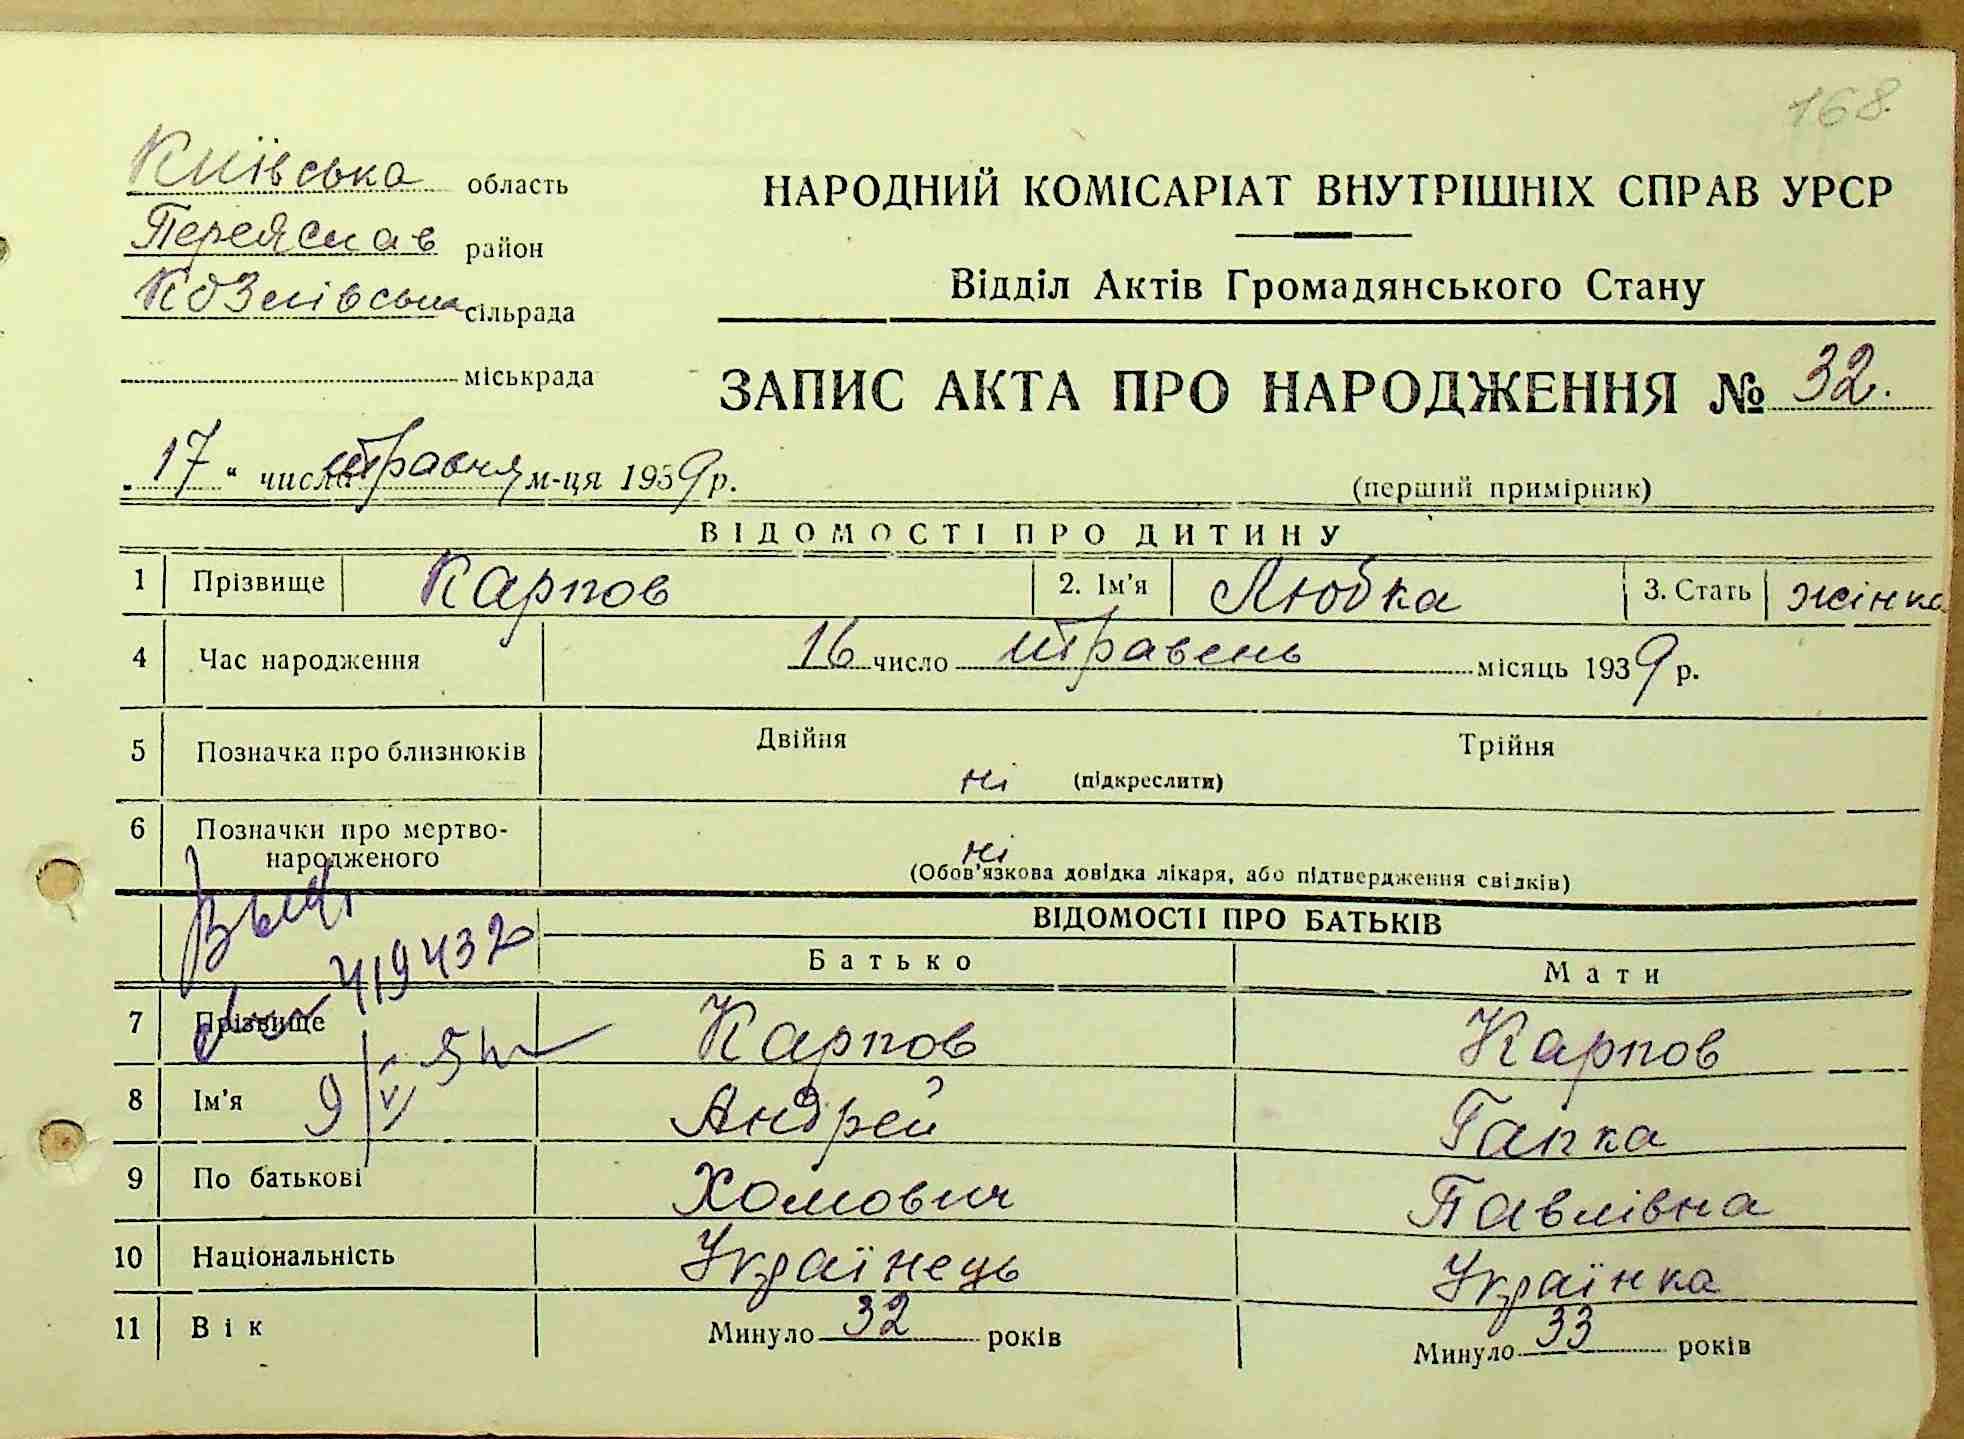 168
Київська область
Переяслав район
Козлівська сільрада
міськрада
НАРОДНИЙ КОМІСАРІАТ ВНУТРІШНІХ СПРАВ УРСР
Відділ Актів Громадянського Стану
ЗАПИС АКТА ПРО НАРОДЖЕННЯ № 32.
„17“ числа травня м-ця 1939 р.
(перший примірник)
ВІДОМОСТІ ПРО ДИТИНУ
1 Прізвище Карпов 2. Ім'я Любка 3. Стать жінка
4 Час народження 16 число травень місяць 1939 р.
5 Позначка про близнюків Двійня ні (підкреслити) Трійня
6 Позначки про мертво-
народженого ні
(Обов'язкова довідка лікаря, або підтвердження свідків)
ВІДОМОСТІ ПРО БАТЬКІВ
Батько Мати
419432
7 Прізвище Карпов Карпов
8 Ім'я Андрей Гапка
9 По батькові Хомович Павлівна
10 Національність Українець Українка
11 Вік Минуло 32 років Минуло 33 років